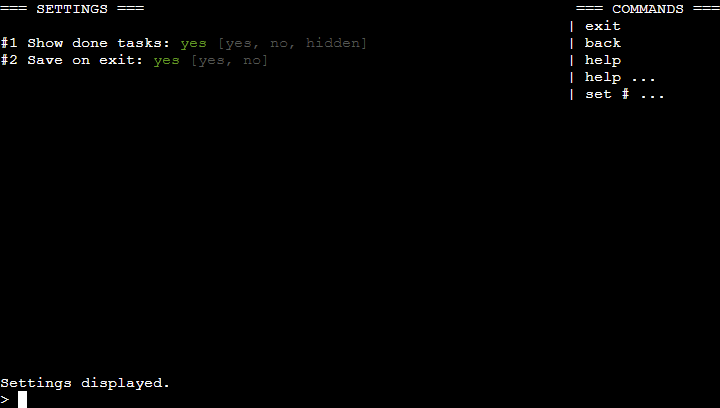 === SETTINGS ===
#1 Show done tasks: yes [yes, no, hidden]
#2 Save on exit: yes [yes, no]
=== COMMANDS ===
| exit
| back
| help
| help ...
| set # ...
Settings displayed.
>